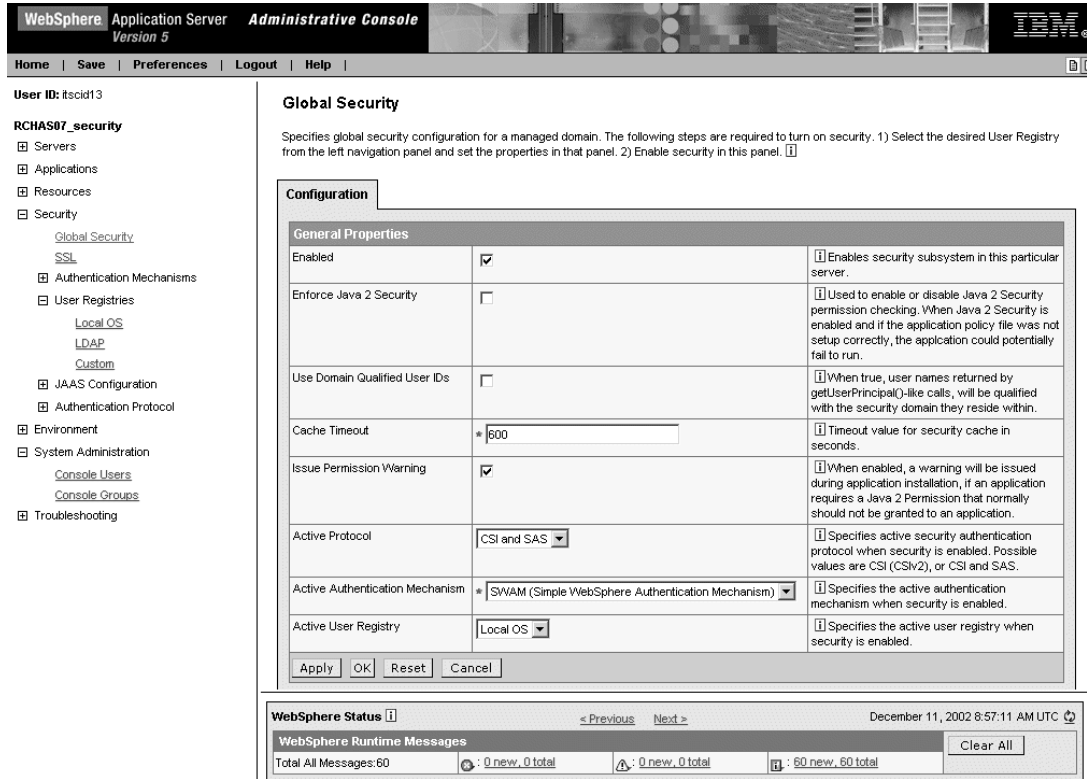 WebSphere Application Server Administrative Console
Version 5
IBM®
Home | Save | Preferences | Logout | Help |
User ID: itscid13
RCHAS07_security
Servers
Applications
Resources
Security
Global Security
SSL
Authentication Mechanisms
User Registries
Local OS
LDAP
Custom
JAAS Configuration
Authentication Protocol
Environment
System Administration
Console Users
Console Groups
Troubleshooting
Global Security
Specifies global security configuration for a managed domain. The following steps are required to turn on security. 1) Select the desired User Registry
from the left navigation panel and set the properties in that panel. 2) Enable security in this panel. i
Configuration
General Properties
Enabled
i Enables security subsystem in this particular
server.
Enforce Java 2 Security
i Used to enable or disable Java 2 Security
permission checking. When Java 2 Security is
enabled and if the application policy file was not
setup correctly, the application could potentially
fail to run.
Use Domain Qualified User IDs
i When true, user names returned by
getUserPrincipal()-like calls, will be qualified
with the security domain they reside within.
Cache Timeout
* 600
i Timeout value for security cache in
seconds.
Issue Permission Warning
i When enabled, a warning will be issued
during application installation, if an application
requires a Java 2 Permission that normally
should not be granted to an application.
Active Protocol
CSI and SAS
i Specifies active security authentication
protocol when security is enabled. Possible
values are CSI (CSIv2), or CSI and SAS.
Active Authentication Mechanism
* SWAM (Simple WebSphere Authentication Mechanism)
i Specifies the active authentication
mechanism when security is enabled.
Active User Registry
Local OS
i Specifies the active user registry when
security is enabled.
Apply OK Reset Cancel
WebSphere Status i
< Previous Next >
December 11, 2002 8:57:11 AM UTC
WebSphere Runtime Messages
Clear All
Total All Messages:60
: 0 new, 0 total
: 0 new, 0 total
: 60 new, 60 total